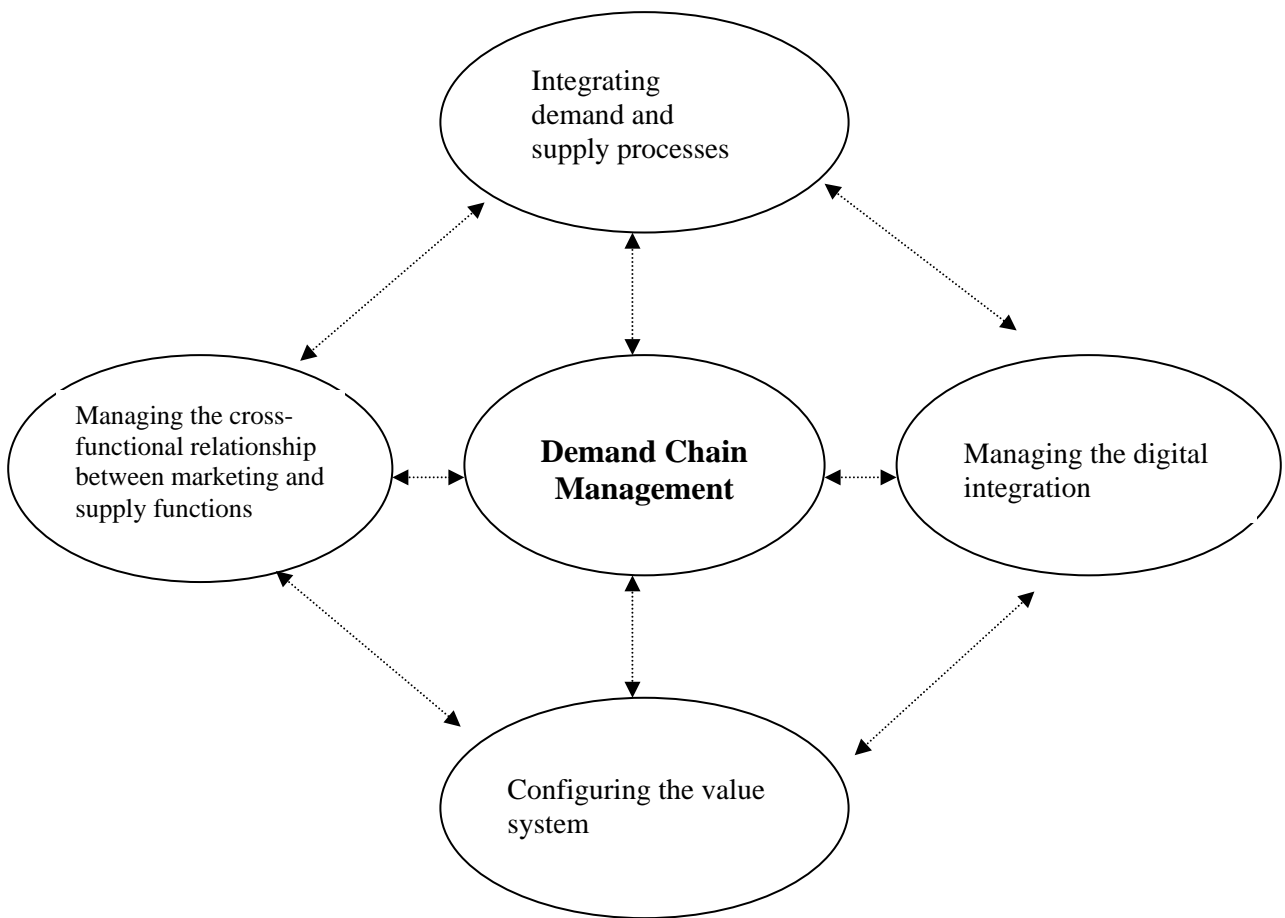 Integrating
demand and
supply processes
Managing the cross-
functional relationship
between marketing and
supply functions
Demand Chain
Management
Managing the digital
integration
Configuring the value
system